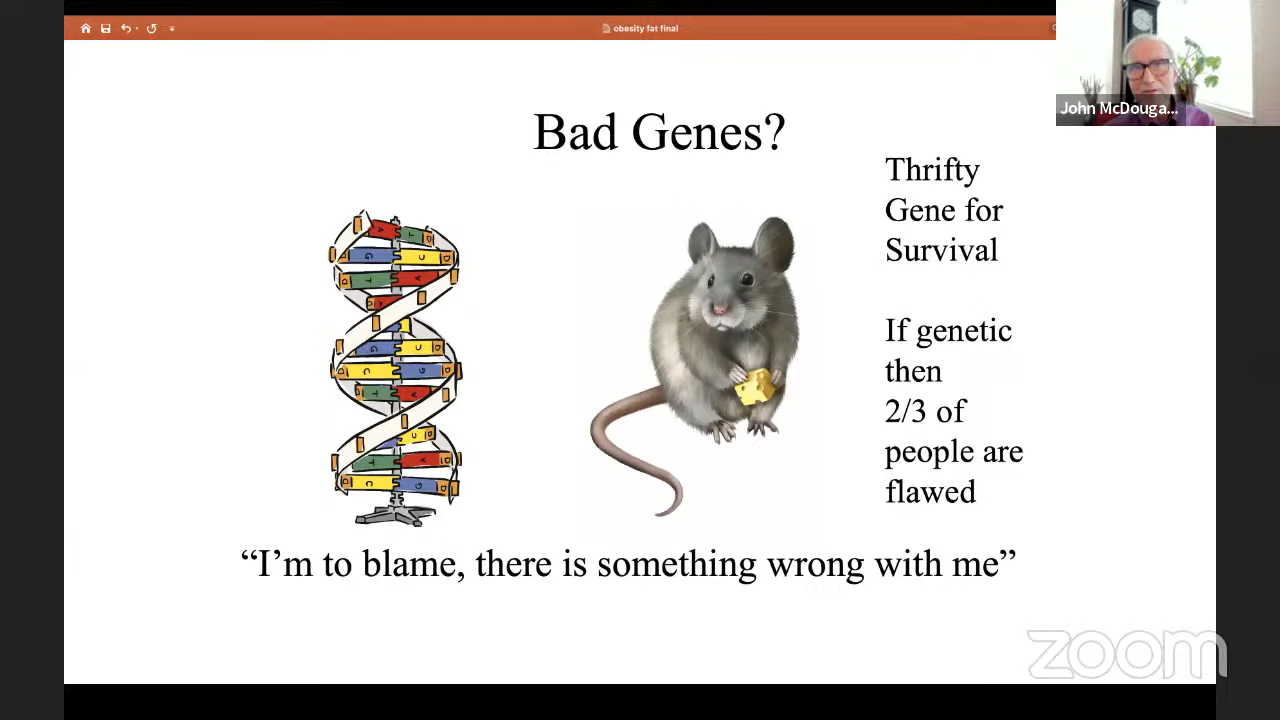 obesity fat final
John McDouga...
Bad Genes?
Thrifty
Gene for
Survival
If genetic
then
2/3 of
people are
flawed
“I’m to blame, there is something wrong with me”
zoom